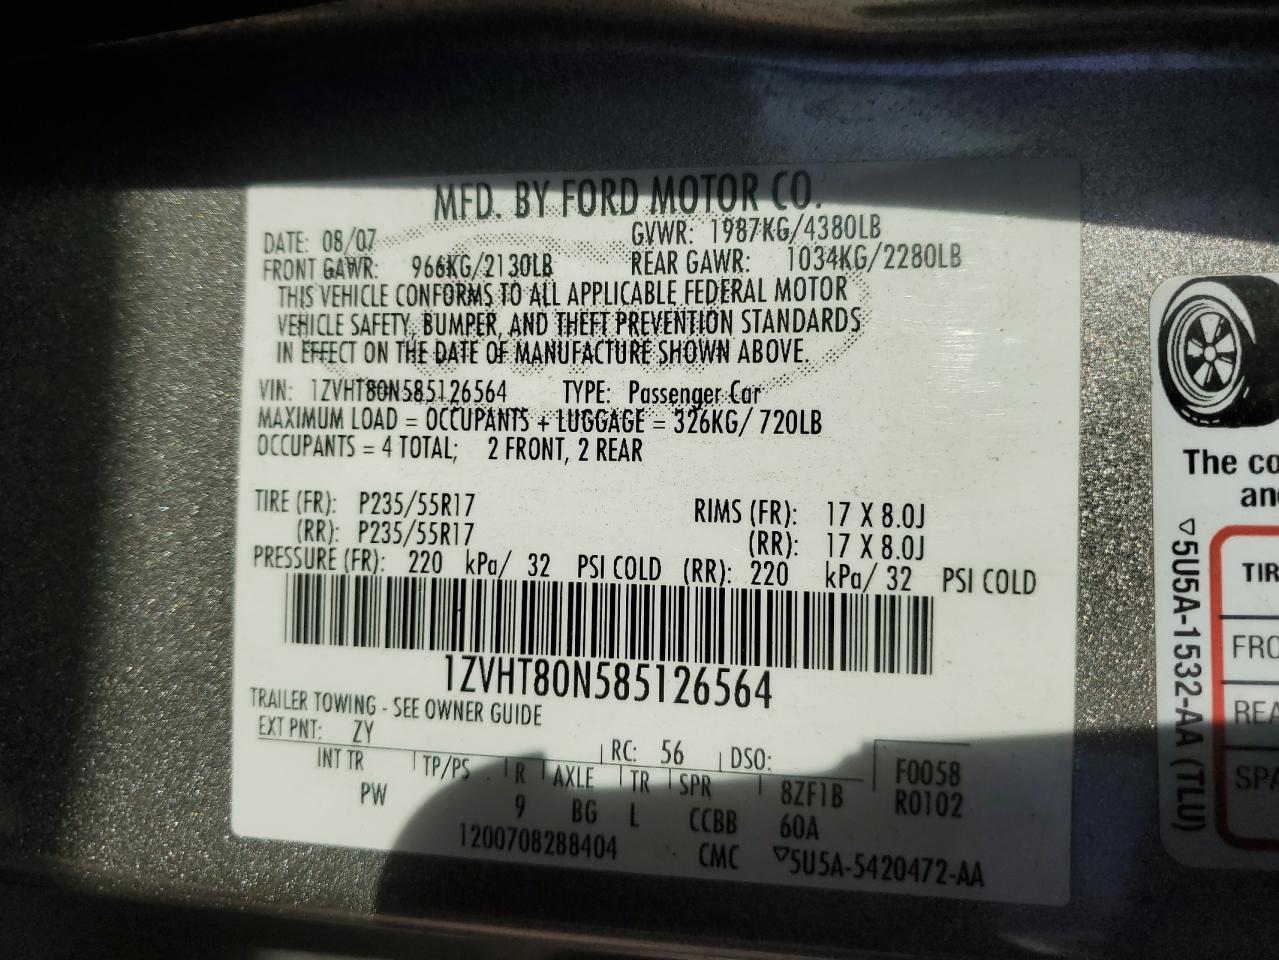 MFD. BY FORD MOTOR CO.
DATE: 08/07 GVWR: 1987KG/4380LB
FRONT GAWR: 966KG/2130LB REAR GAWR: 1034KG/2280LB
THIS VEHICLE CONFORMS TO ALL APPLICABLE FEDERAL MOTOR
VEHICLE SAFETY, BUMPER, AND THEFT PREVENTION STANDARDS
IN EFFECT ON THE DATE OF MANUFACTURE SHOWN ABOVE.
VIN: 1ZVHT80N585126564 TYPE: Passenger Car
MAXIMUM LOAD = OCCUPANTS + LUGGAGE = 326KG/ 720LB
OCCUPANTS = 4 TOTAL; 2 FRONT, 2 REAR
TIRE (FR): P235/55R17 RIMS (FR): 17 X 8.0J
(RR): P235/55R17 (RR): 17 X 8.0J
PRESSURE (FR): 220 kPa/ 32 PSI COLD (RR): 220 kPa/ 32 PSI COLD
1ZVHT80N585126564
TRAILER TOWING - SEE OWNER GUIDE
EXT PNT: ZY RC: 56 DSO: F0058
INT TR TP/PS R AXLE TR SPR 8ZF1B R0102
PW 9 BG L CCBB 60A
1200708288404 CMC ▽5U5A-5420472-AA
The co
an
▽5U5A-1532-AA (TLU)
TIR
FRO
REA
SPA